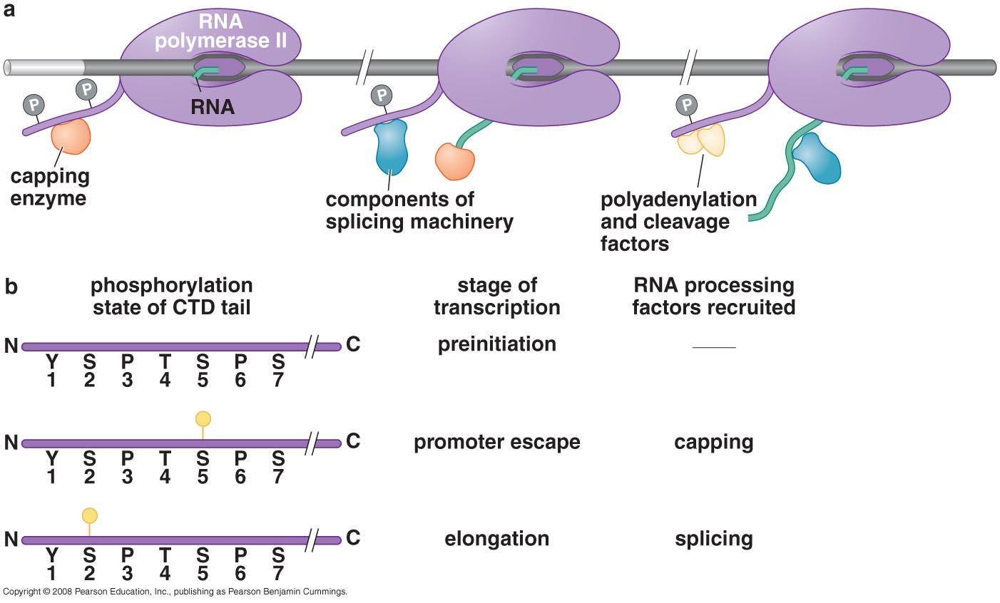 a
RNA
polymerase II
P
P
RNA
capping
enzyme
P
components of
splicing machinery
P
polyadenylation
and cleavage
factors
b
phosphorylation
state of CTD tail
stage of
transcription
RNA processing
factors recruited
N C preinitiation
Y S P T S P S
1 2 3 4 5 6 7
N C promoter escape capping
Y S P T S P S
1 2 3 4 5 6 7
N C elongation splicing
Y S P T S P S
1 2 3 4 5 6 7
Copyright © 2008 Pearson Education, Inc., publishing as Pearson Benjamin Cummings.